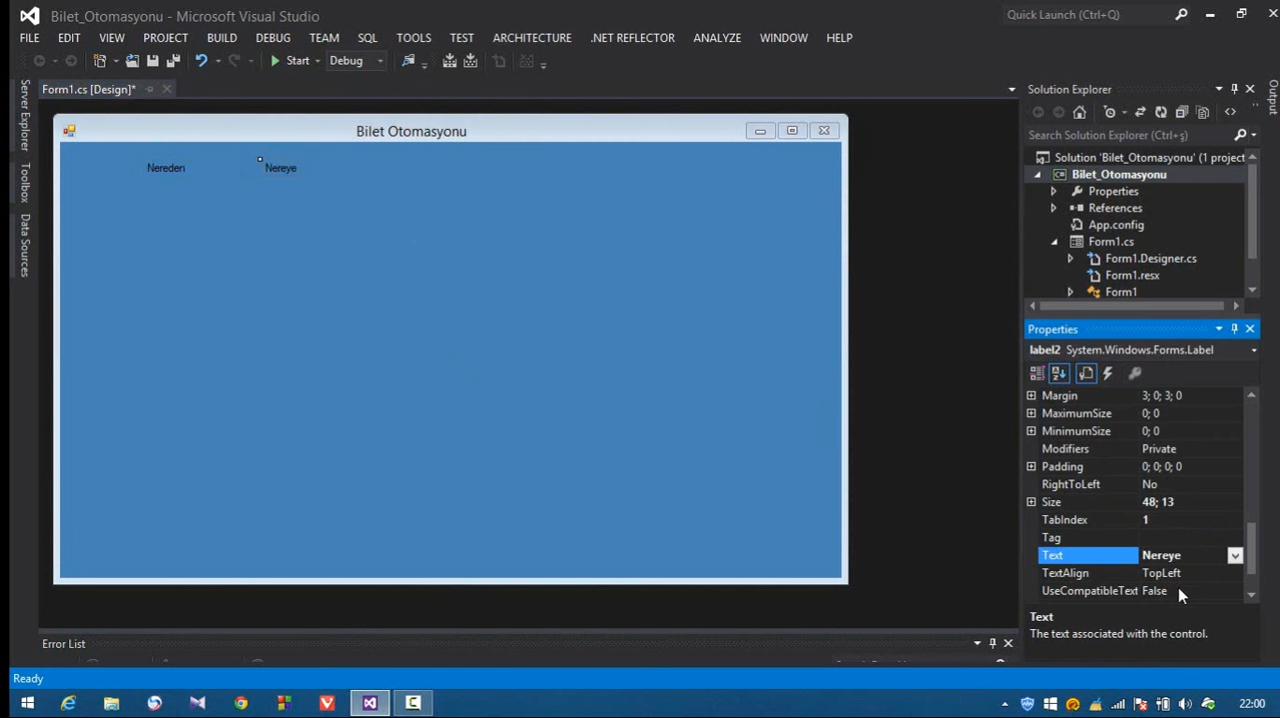 Bilet_Otomasyonu - Microsoft Visual Studio
Quick Launch (Ctrl+Q)
FILE EDIT VIEW PROJECT BUILD DEBUG TEAM SQL TOOLS TEST ARCHITECTURE .NET REFLECTOR ANALYZE WINDOW HELP
Start Debug
Server Explorer
Toolbox
Data Sources
Form1.cs [Design]*
Bilet Otomasyonu
Nereden Nereye
Solution Explorer
Output
Search Solution Explorer (Ctrl+ş)
Solution 'Bilet_Otomasyonu' (1 project
Bilet_Otomasyonu
Properties
References
App.config
Form1.cs
Form1.Designer.cs
Form1.resx
Form1
Properties
label2 System.Windows.Forms.Label
Margin 3; 0; 3; 0
MaximumSize 0; 0
MinimumSize 0; 0
Modifiers Private
Padding 0; 0; 0; 0
RightToLeft No
Size 48; 13
TabIndex 1
Tag
Text Nereye
TextAlign TopLeft
UseCompatibleText False
Text
The text associated with the control.
Error List
Ready
22:00